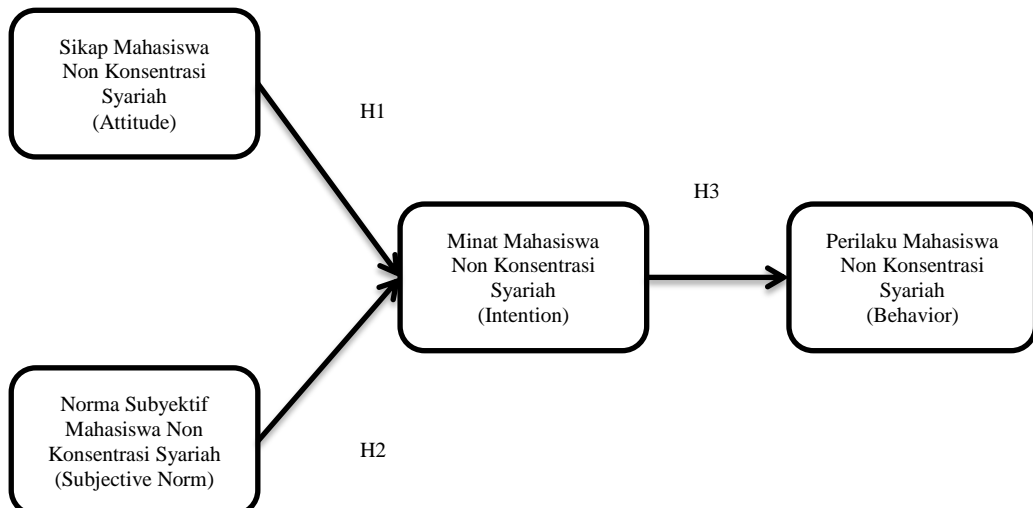 Sikap Mahasiswa
Non Konsentrasi
Syariah
(Attitude)
H1
H3
Minat Mahasiswa
Non Konsentrasi
Syariah
(Intention)
Perilaku Mahasiswa
Non Konsentrasi
Syariah
(Behavior)
Norma Subyektif
Mahasiswa Non
Konsentrasi Syariah
(Subjective Norm)
H2